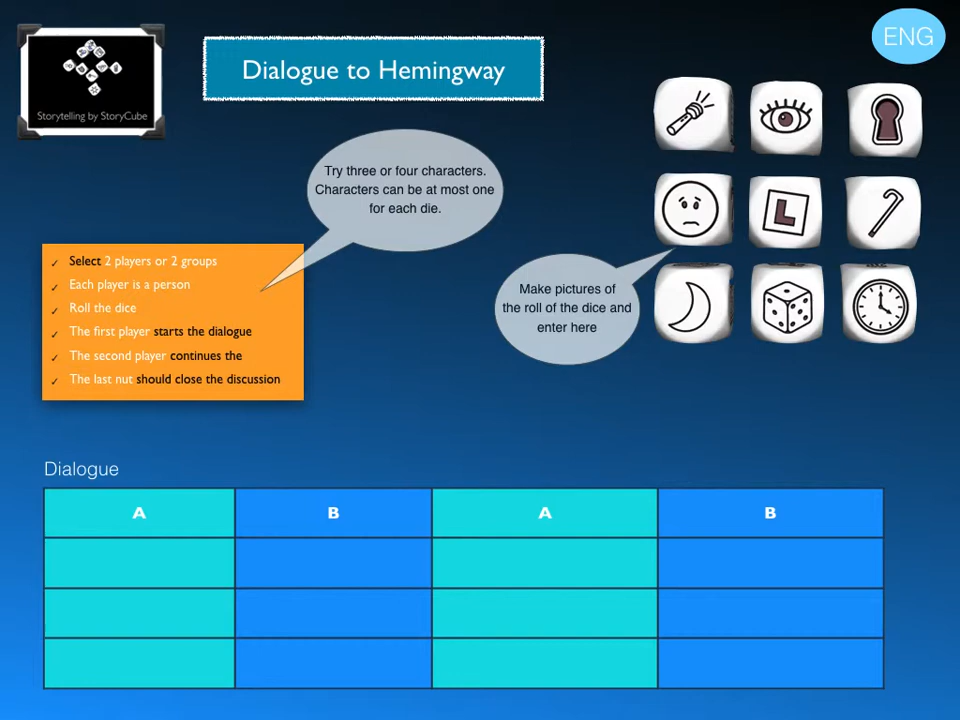 ENG
Dialogue to Hemingway
Storytelling by StoryCube
Try three or four characters.
Characters can be at most one
for each die.
L
Select 2 players or 2 groups
Each player is a person
Roll the dice
The first player starts the dialogue
The second player continues the
The last nut should close the discussion
Make pictures of
the roll of the dice and
enter here
Dialogue
A B A B